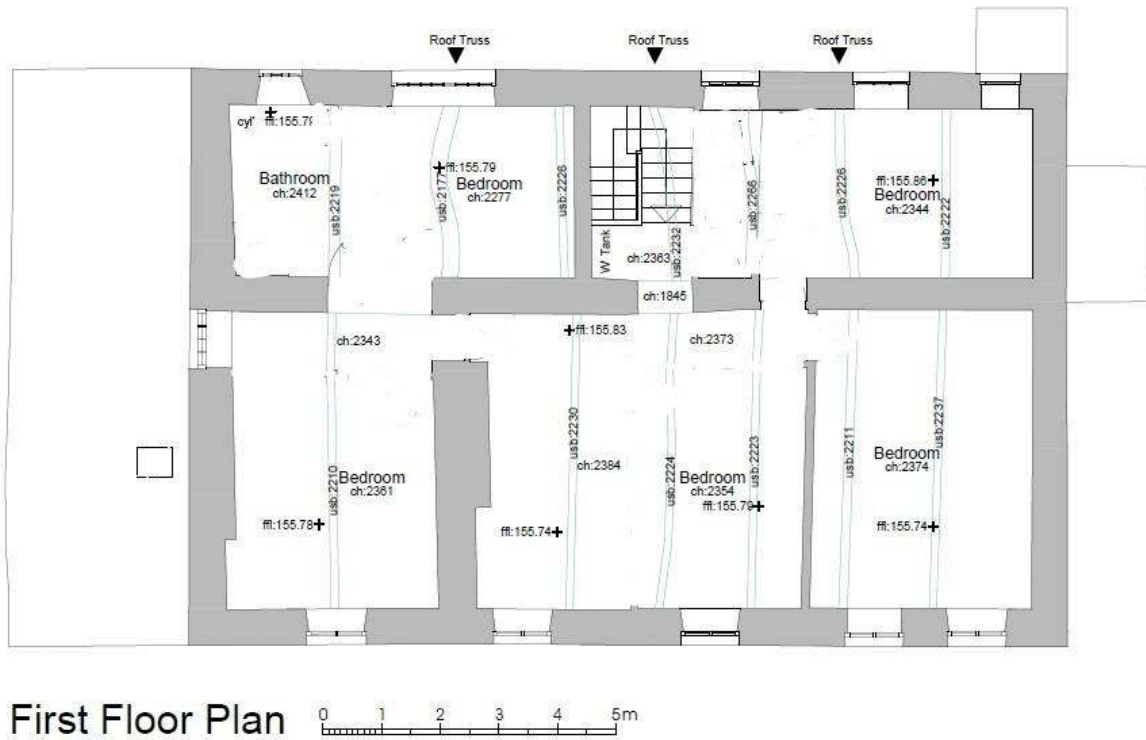 Roof Truss
Roof Truss
Roof Truss
cyl'
ffl:155.79
Bathroom
ch:2412
usb:2219
ffl:155.79
usb:2177
Bedroom
ch:2277
usb:2226
W' Tank
ch:2363
usb:2232
usb:2266
usb:2226
ffl:155.86
Bedroom
ch:2344
usb:2222
ch:1845
ch:2343
ffl:155.83
ch:2373
usb:2210
Bedroom
ch:2361
ffl:155.78
usb:2230
ch:2384
ffl:155.74
usb:2224
Bedroom
ch:2354
ffl:155.79
usb:2223
usb:2211
Bedroom
ch:2374
ffl:155.74
usb:2237
First Floor Plan
0 1 2 3 4 5m